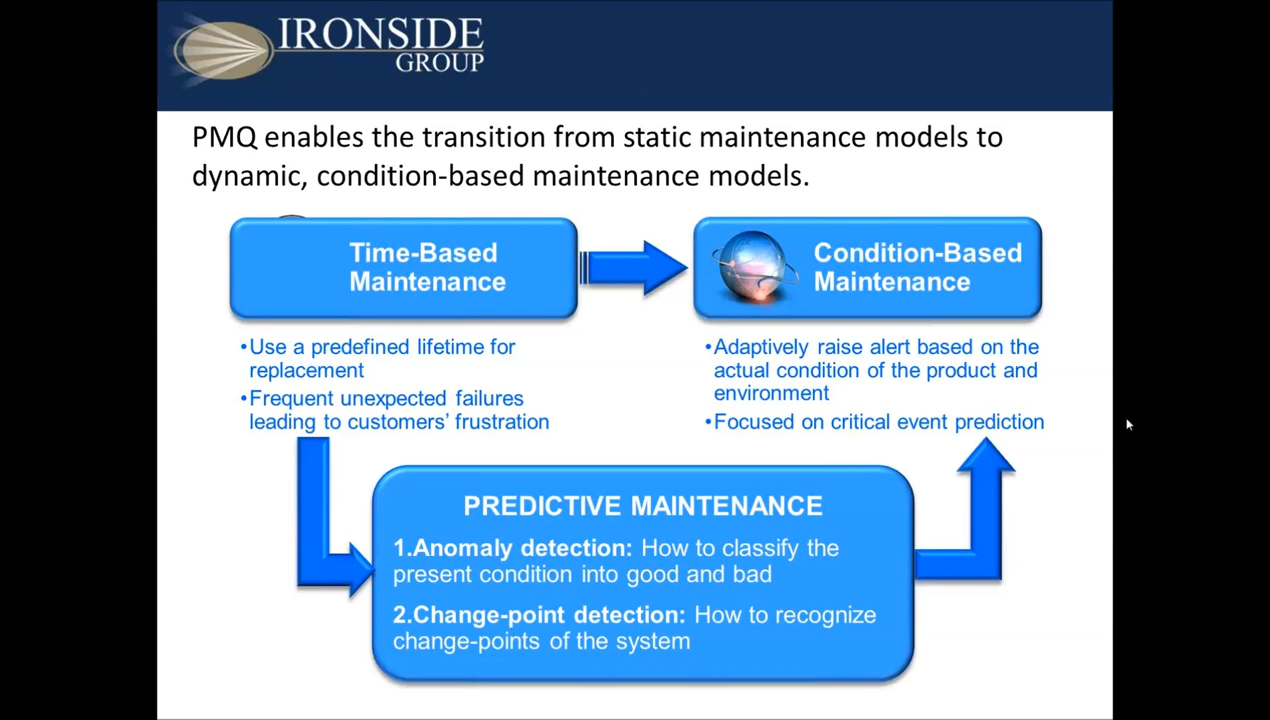 IRONSIDE
GROUP
PMQ enables the transition from static maintenance models to
dynamic, condition-based maintenance models.
Time-Based
Maintenance
•Use a predefined lifetime for
replacement
•Frequent unexpected failures
leading to customers’ frustration
Condition-Based
Maintenance
•Adaptively raise alert based on the
actual condition of the product and
environment
•Focused on critical event prediction
PREDICTIVE MAINTENANCE
1.Anomaly detection: How to classify the
present condition into good and bad
2.Change-point detection: How to recognize
change-points of the system